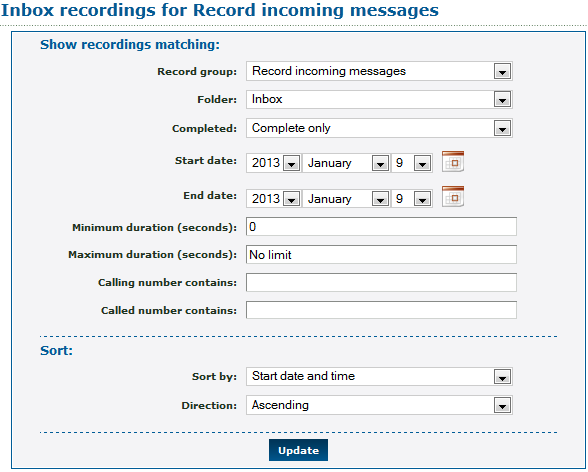 Inbox recordings for Record incoming messages
Show recordings matching:
Record group: Record incoming messages
Folder: Inbox
Completed: Complete only
Start date: 2013 January 9
End date: 2013 January 9
Minimum duration (seconds): 0
Maximum duration (seconds): No limit
Calling number contains:
Called number contains:
Sort:
Sort by: Start date and time
Direction: Ascending
Update